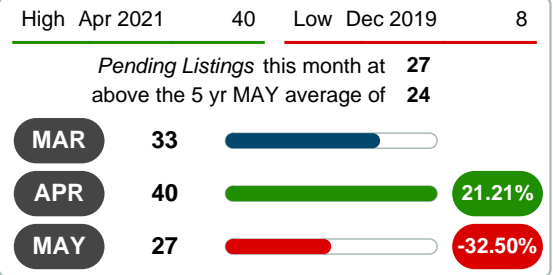 High Apr 2021 40 Low Dec 2019 8
Pending Listings this month at 27
above the 5 yr MAY average of 24
MAR 33
APR 40 21.21%
MAY 27 -32.50%